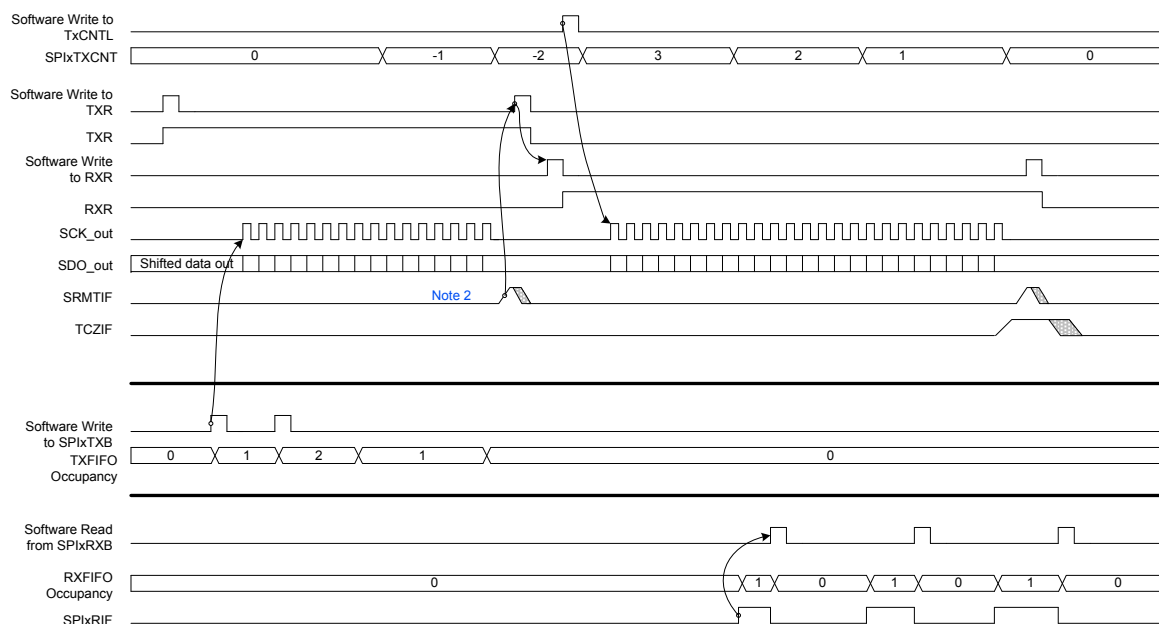 Software Write to
TxCNTL
SPIxTXCNT
0 -1 -2 3 2 1 0
Software Write to
TXR
TXR
Software Write
to RXR
RXR
SCK_out
SDO_out
Shifted data out
SRMTIF
Note 2
TCZIF
Software Write
to SPIxTXB
TXFIFO
Occupancy
0 1 2 1 0
Software Read
from SPIxRXB
RXFIFO
Occupancy
0 1 0 1 0 1 0
SPIxRIF